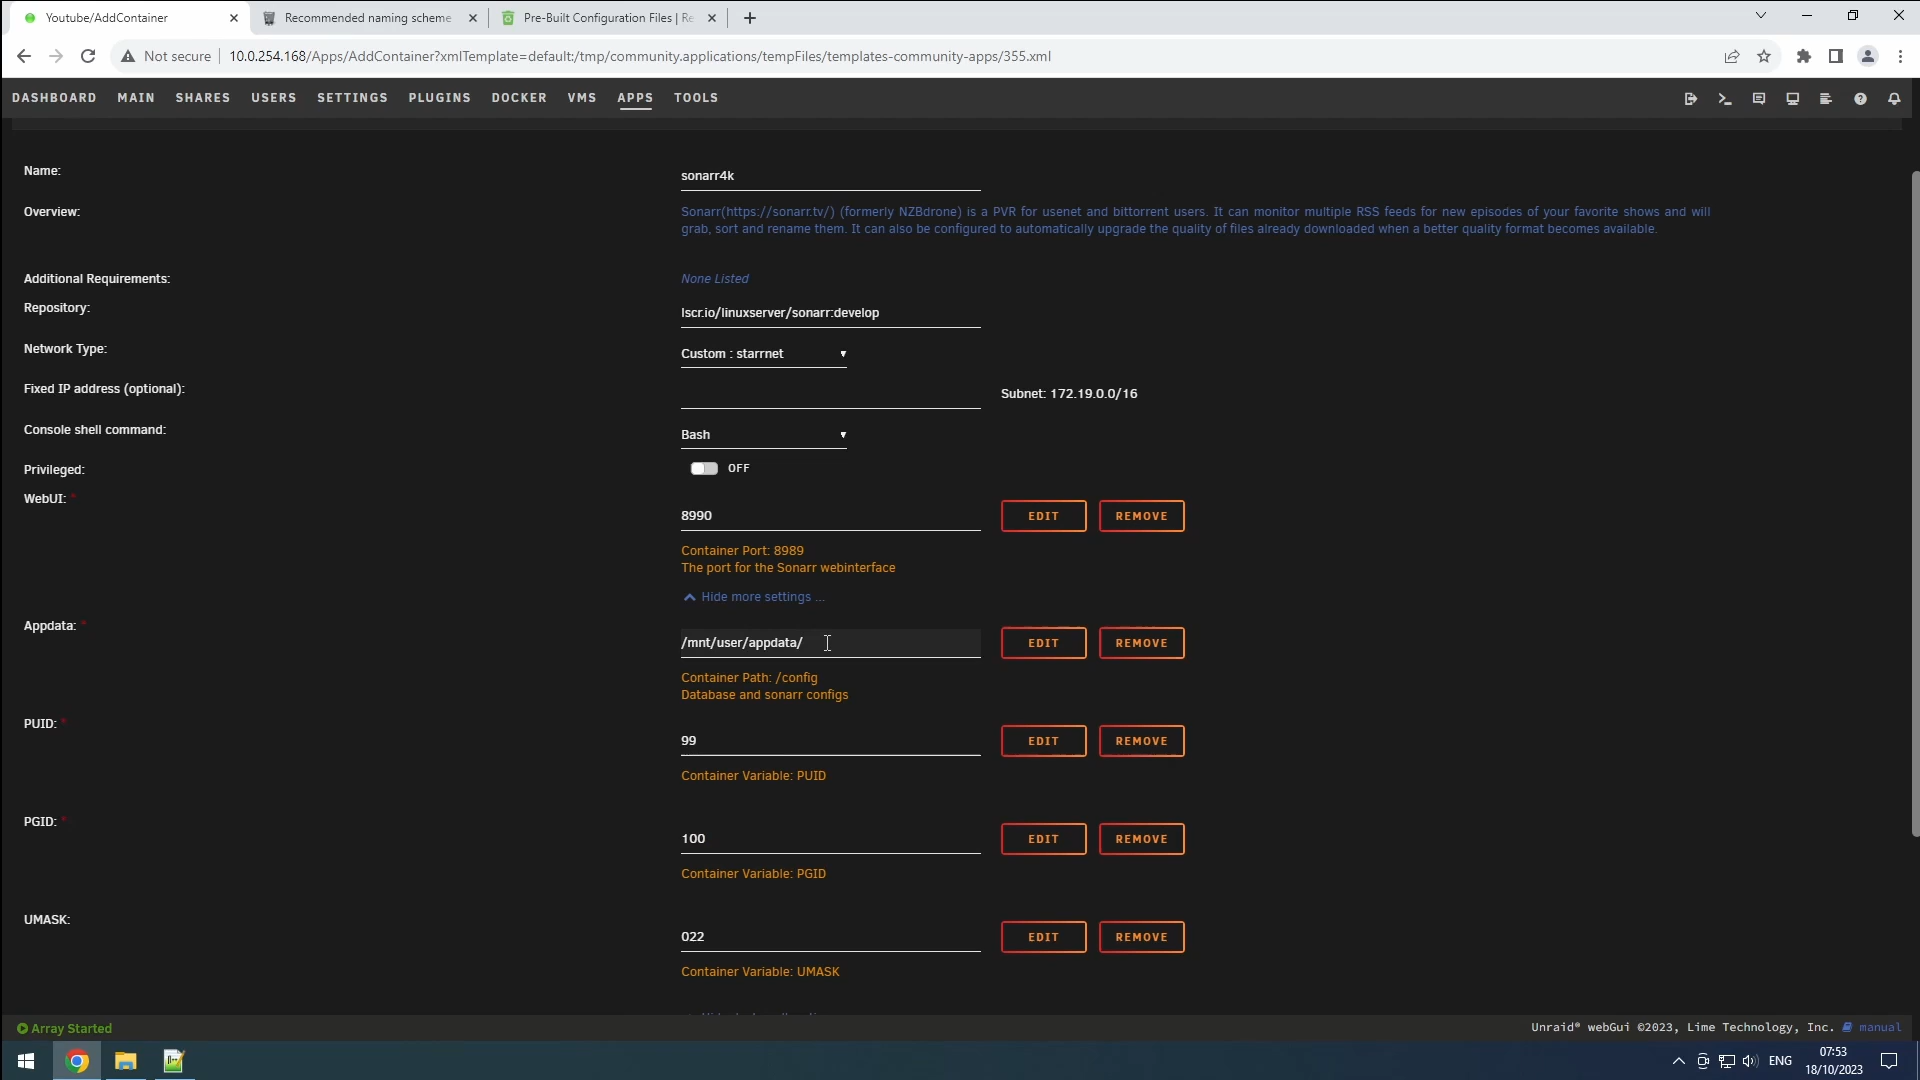 Youtube/AddContainer
Recommended naming scheme
Pre-Built Configuration Files | Re
Not secure
10.0.254.168/Apps/AddContainer?xmlTemplate=default:/tmp/community.applications/tempFiles/templates-community-apps/355.xml
DASHBOARD MAIN SHARES USERS SETTINGS PLUGINS DOCKER VMS APPS TOOLS
Name:
sonarr4k
Overview:
Sonarr(https://sonarr.tv/) (formerly NZBdrone) is a PVR for usenet and bittorrent users. It can monitor multiple RSS feeds for new episodes of your favorite shows and will
grab, sort and rename them. It can also be configured to automatically upgrade the quality of files already downloaded when a better quality format becomes available.
Additional Requirements:
None Listed
Repository:
lscr.io/linuxserver/sonarr:develop
Network Type:
Custom : starrnet
Fixed IP address (optional):
Subnet: 172.19.0.0/16
Console shell command:
Bash
Privileged:
OFF
WebUI: *
8990
EDIT
REMOVE
Container Port: 8989
The port for the Sonarr webinterface
Hide more settings ...
Appdata: *
/mnt/user/appdata/
EDIT
REMOVE
Container Path: /config
Database and sonarr configs
PUID: *
99
EDIT
REMOVE
Container Variable: PUID
PGID: *
100
EDIT
REMOVE
Container Variable: PGID
UMASK:
022
EDIT
REMOVE
Container Variable: UMASK
Array Started
Unraid® webGui ©2023, Lime Technology, Inc. manual
ENG
07:53
18/10/2023